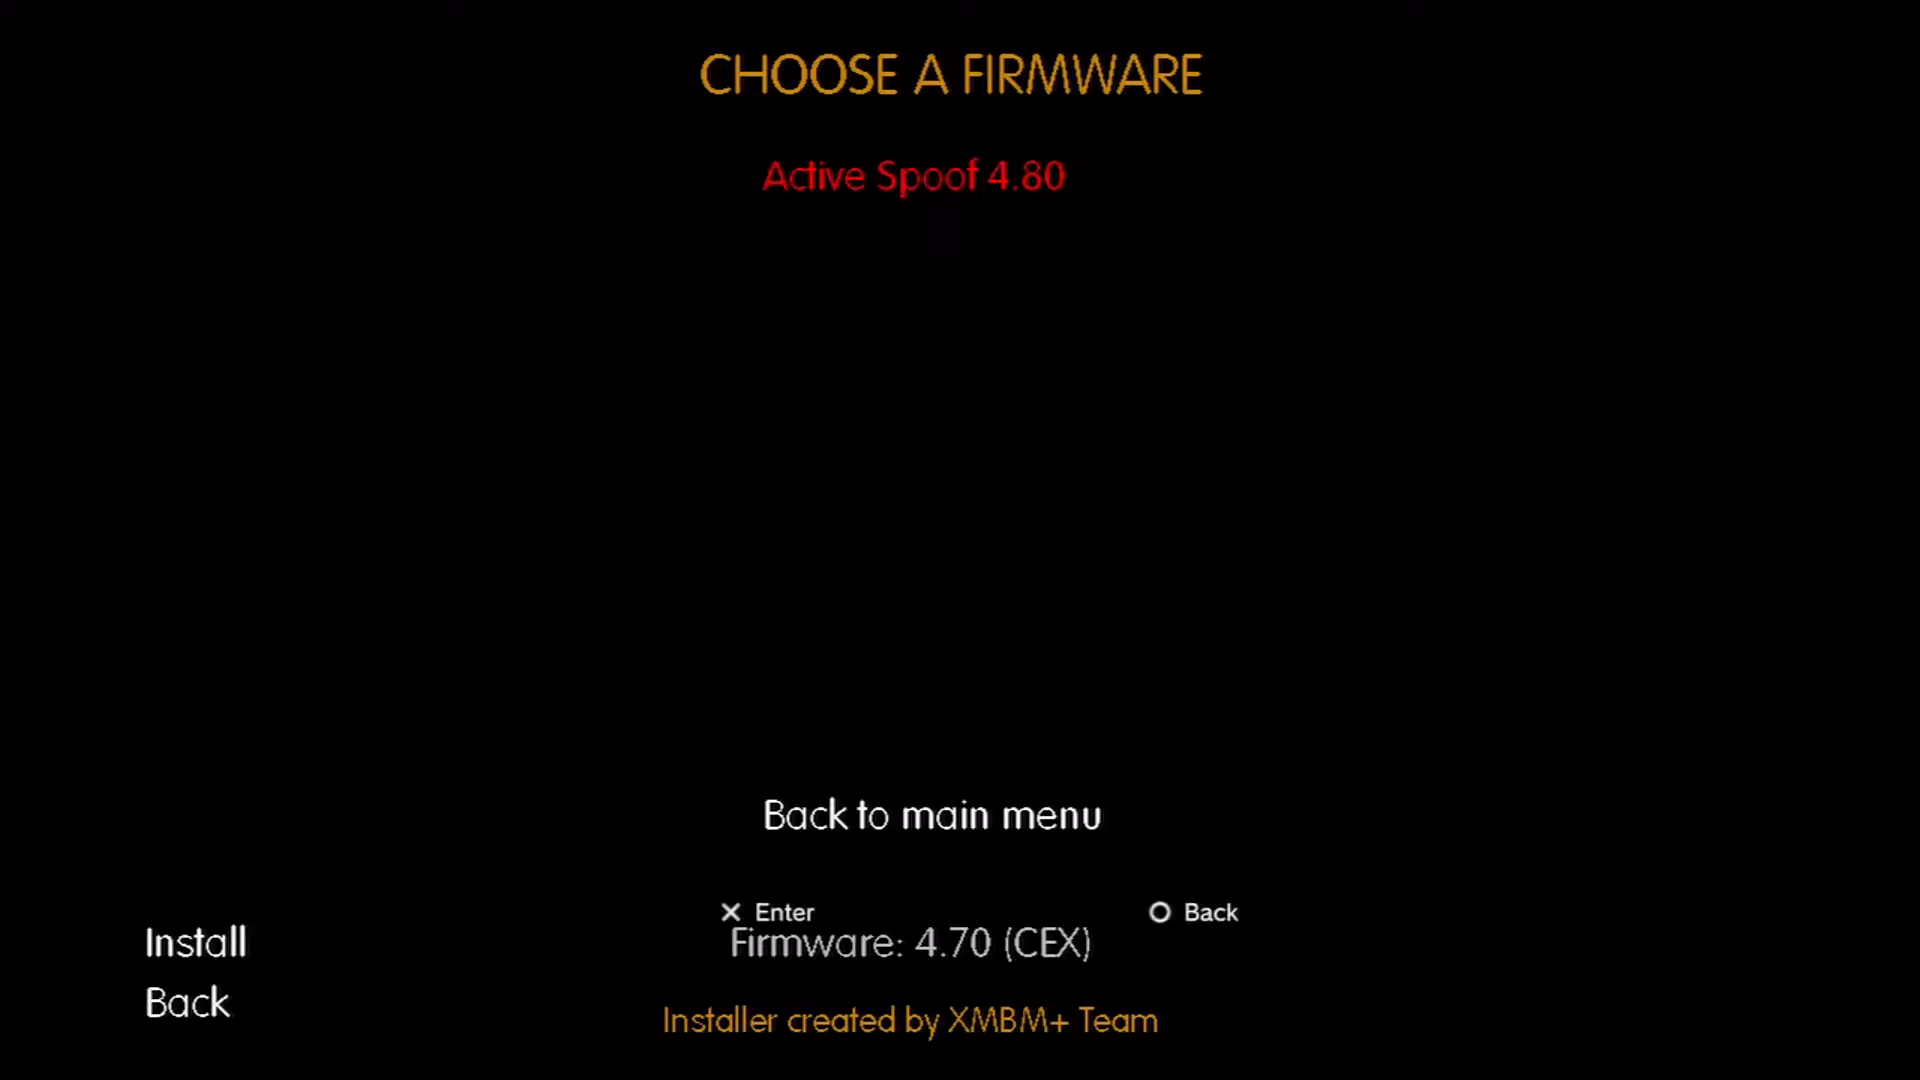 CHOOSE A FIRMWARE
Active Spoof 4.80
Back to main menu
X Enter
O Back
Install
Firmware: 4.70 (CEX)
Back
Installer created by XMBM+ Team